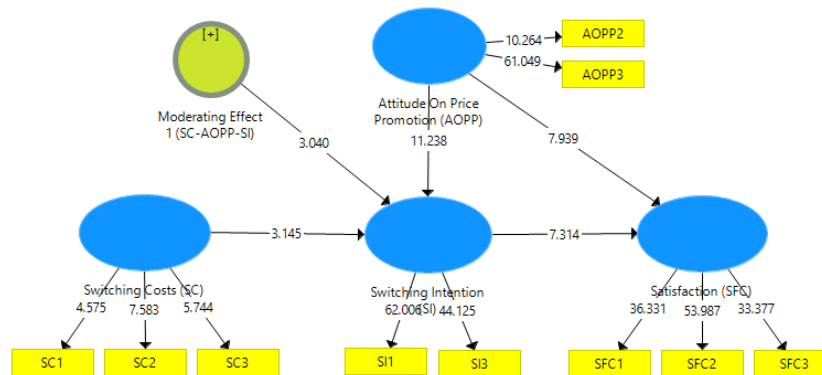 [+]
Moderating Effect
1 (SC-AOPP-SI)
3.040
Attitude On Price
Promotion (AOPP)
11.238
10.264
61.049
AOPP2
AOPP3
7.939
3.145
7.314
Switching Costs (SC)
4.575
7.583
5.744
Switching Intention
(SI)
62.006
44.125
Satisfaction (SFC)
36.331
53.987
33.377
SC1
SC2
SC3
SI1
SI3
SFC1
SFC2
SFC3